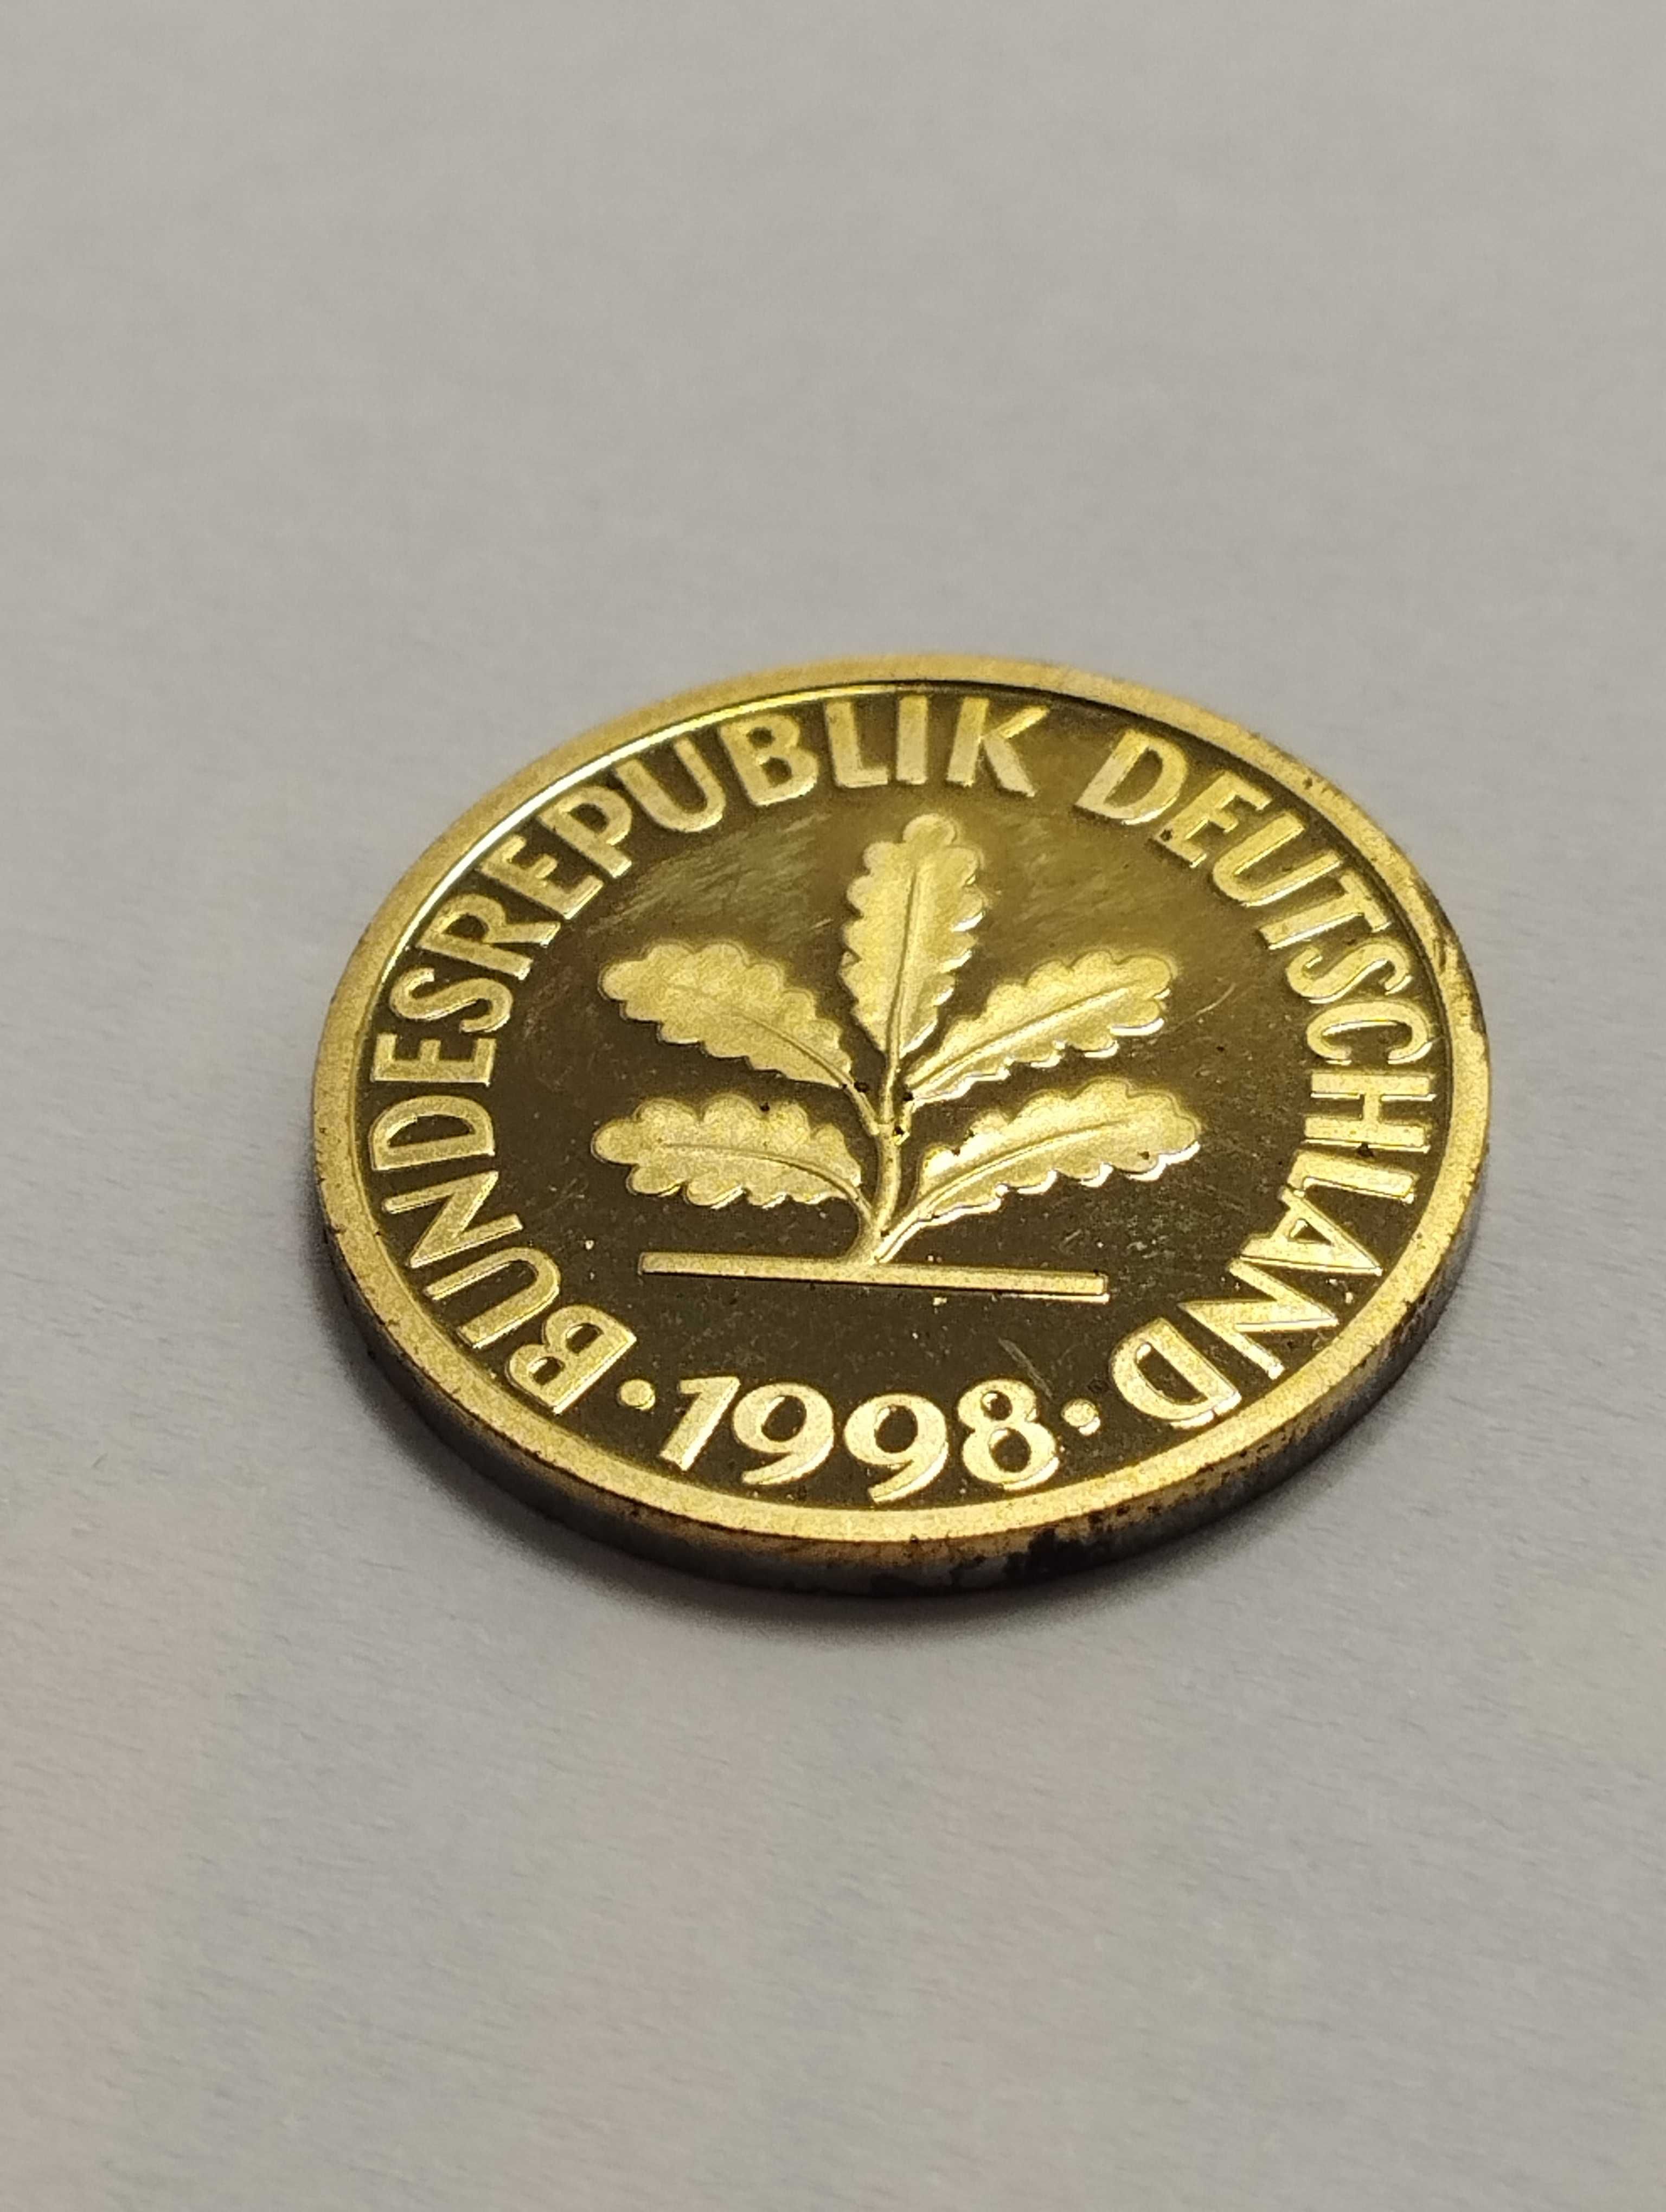 BUNDESREPUBLIK DEUTSCHLAND
· 1998 ·